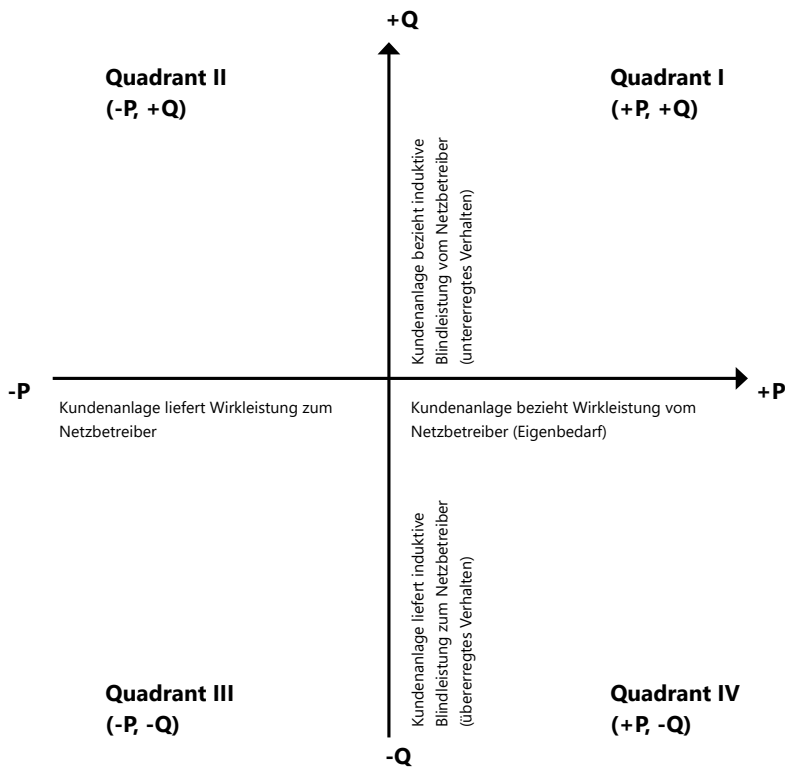 +Q
Quadrant II
(-P, +Q)
Quadrant I
(+P, +Q)
Kundenanlage bezieht induktive
Blindleistung vom Netzbetreiber
(untererregtes Verhalten)
-P
+P
Kundenanlage liefert Wirkleistung zum
Netzbetreiber
Kundenanlage bezieht Wirkleistung vom
Netzbetreiber (Eigenbedarf)
Kundenanlage liefert induktive
Blindleistung zum Netzbetreiber
(übererregtes Verhalten)
Quadrant III
(-P, -Q)
Quadrant IV
(+P, -Q)
-Q